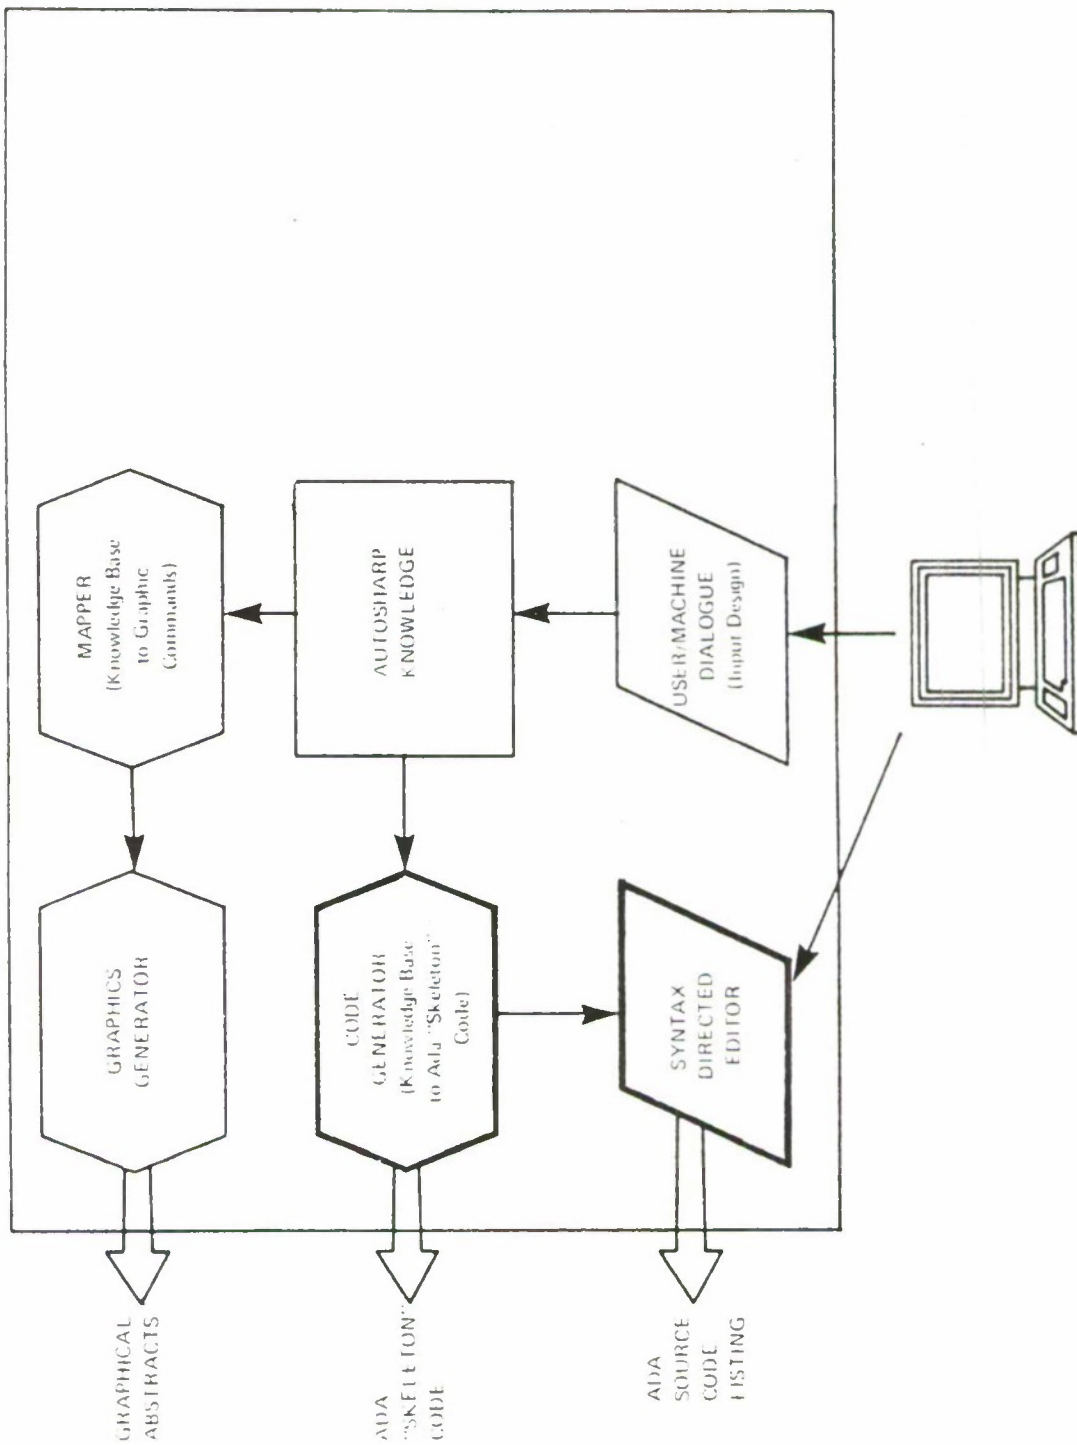 GRAPHICAL
ABSTRACTS
GRAPHICS
GENERATOR
MAPPER
(Knowledge Base
to Graphic
Commands)
ADA
"SKELETON"
CODE
CODE
GENERATOR
(Knowledge Base
to Ada "Skeleton"
Code)
AUTOSHARP
KNOWLEDGE
ADA
SOURCE
CODE
LISTING
SYNTAX
DIRECTED
EDITOR
USER/MACHINE
DIALOGUE
(Input Design)